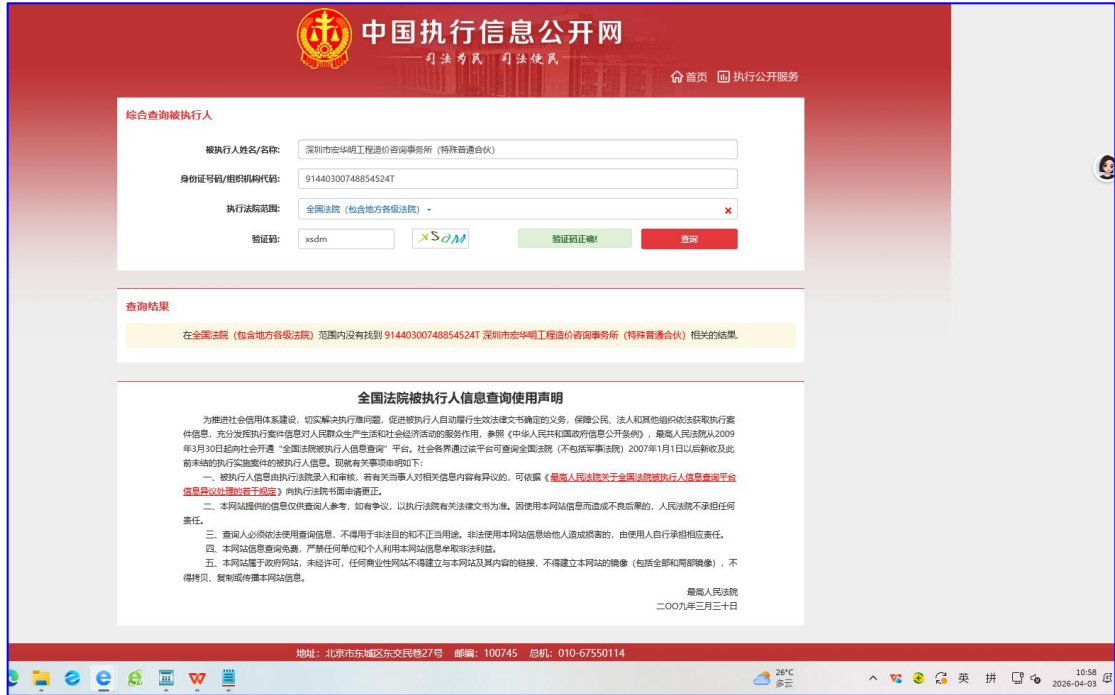 中国执行信息公开网
司法为民 司法便民
首页 执行公开服务
综合查询被执行人
被执行人姓名/名称: 深圳市宏华明工程造价咨询事务所（特殊普通合伙）
身份证号码/组织机构代码: 91440300748854524T
执行法院范围: 全国法院（包含地方各级法院）
验证码: xsdm xSdM 验证码正确! 查询
查询结果
在全国法院（包含地方各级法院）范围内没有找到 91440300748854524T 深圳市宏华明工程造价咨询事务所（特殊普通合伙）相关的结果.
全国法院被执行人信息查询使用声明
为推进社会信用体系建设，切实解决执行难问题，促进被执行人自动履行生效法律文书确定的义务，保障公民、法人和其他组织依法获取执行案
件信息，充分发挥执行案件信息对人民群众生产生活和社会经济活动的服务作用，参照《中华人民共和国政府信息公开条例》，最高人民法院从2009
年3月30日起向社会开通“全国法院被执行人信息查询”平台。社会各界通过该平台可查询全国法院（不包括军事法院）2007年1月1日以后新收及此
前未结的执行实施案件的被执行人信息。现就有关事项申明如下：
一、被执行人信息由执行法院录入和审核，若有关当事人对相关信息内容有异议的，可依据《最高人民法院关于全国法院被执行人信息查询平台
信息异议处理的若干规定》向执行法院书面申请更正。
二、本网站提供的信息仅供查询人参考，如有争议，以执行法院有关法律文书为准。因使用本网站信息而造成不良后果的，人民法院不承担任何
责任。
三、查询人必须依法使用查询信息，不得用于非法目的和不正当用途。非法使用本网站信息给他人造成损害的，由使用人自行承担相应责任。
四、本网站信息查询免费，严禁任何单位和个人利用本网站信息牟取非法利益。
五、本网站属于政府网站，未经许可，任何商业性网站不得建立与本网站及其内容的链接，不得建立本网站的镜像（包括全部和局部镜像），不
得拷贝、复制或传播本网站信息。
最高人民法院
二〇〇九年三月三十日
地址：北京市东城区东交民巷27号 邮编：100745 总机：010-67550114
26°C
多云
英 拼
10:58
2026-04-03